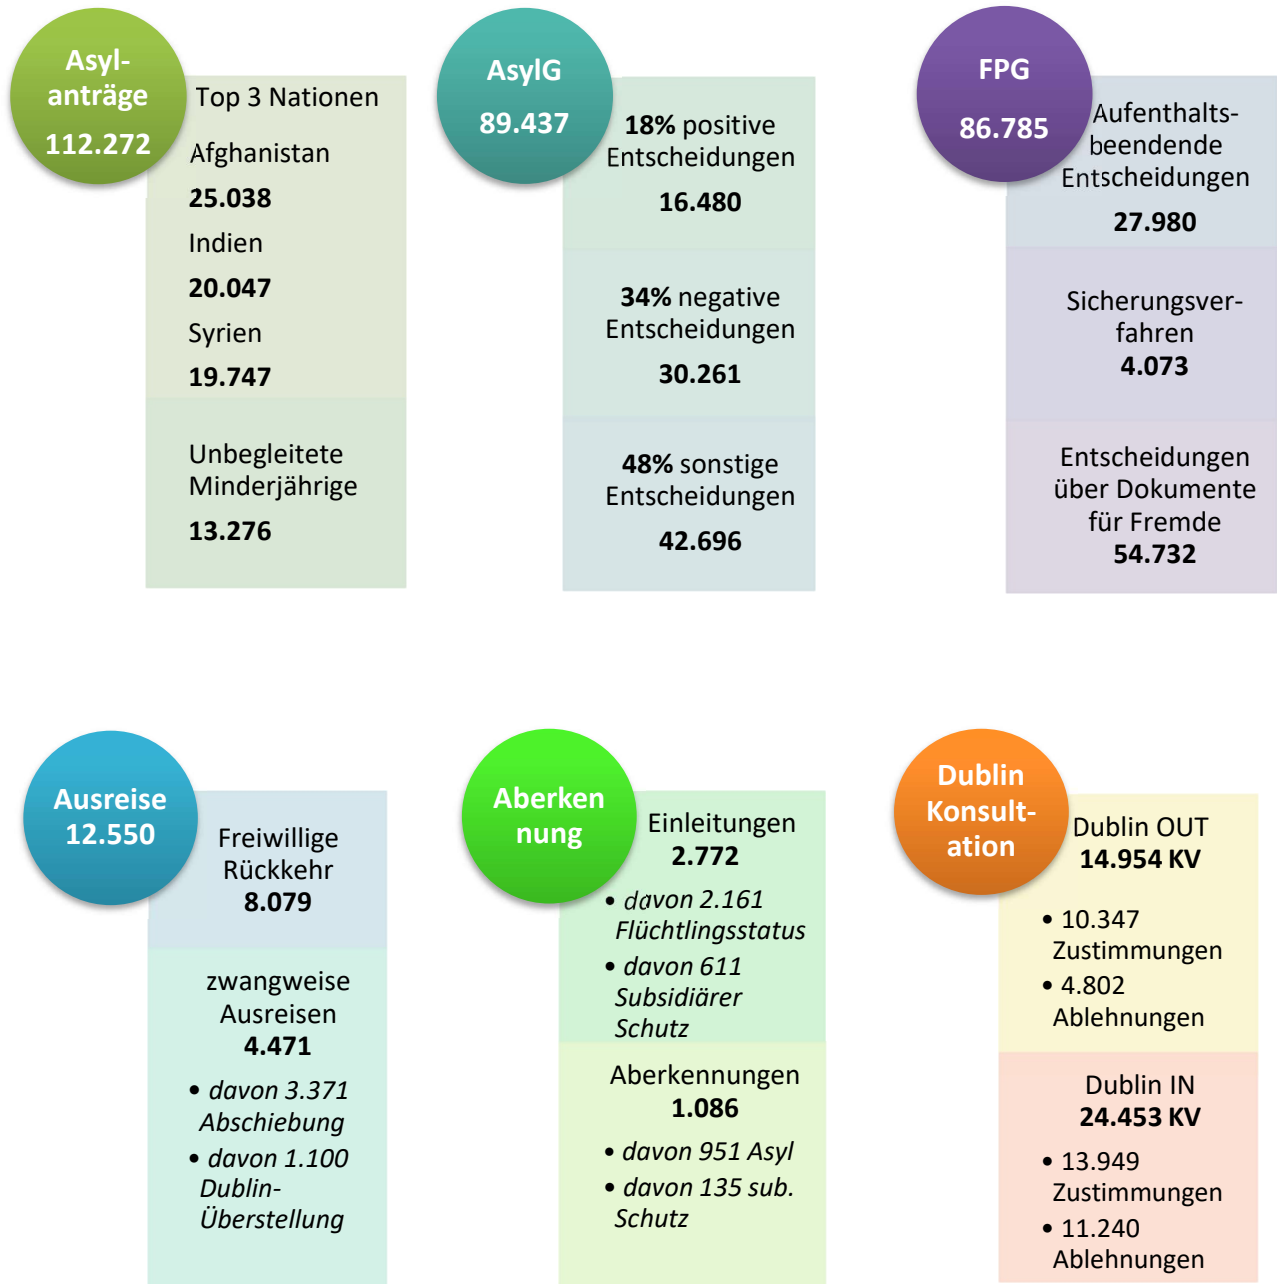 Asyl-
anträge
112.272
Top 3 Nationen
Afghanistan
25.038
Indien
20.047
Syrien
19.747
Unbegleitete
Minderjährige
13.276
AsylG
89.437
18% positive
Entscheidungen
16.480
34% negative
Entscheidungen
30.261
48% sonstige
Entscheidungen
42.696
FPG
86.785
Aufenthalts-
beendende
Entscheidungen
27.980
Sicherungsver-
fahren
4.073
Entscheidungen
über Dokumente
für Fremde
54.732
Ausreise
12.550
Freiwillige
Rückkehr
8.079
zwangweise
Ausreisen
4.471
• davon 3.371
Abschiebung
• davon 1.100
Dublin-
Überstellung
Aberken
nung
Einleitungen
2.772
• davon 2.161
Flüchtlingsstatus
• davon 611
Subsidiärer
Schutz
Aberkennungen
1.086
• davon 951 Asyl
• davon 135 sub.
Schutz
Dublin
Konsult-
ation
Dublin OUT
14.954 KV
• 10.347
Zustimmungen
• 4.802
Ablehnungen
Dublin IN
24.453 KV
• 13.949
Zustimmungen
• 11.240
Ablehnungen